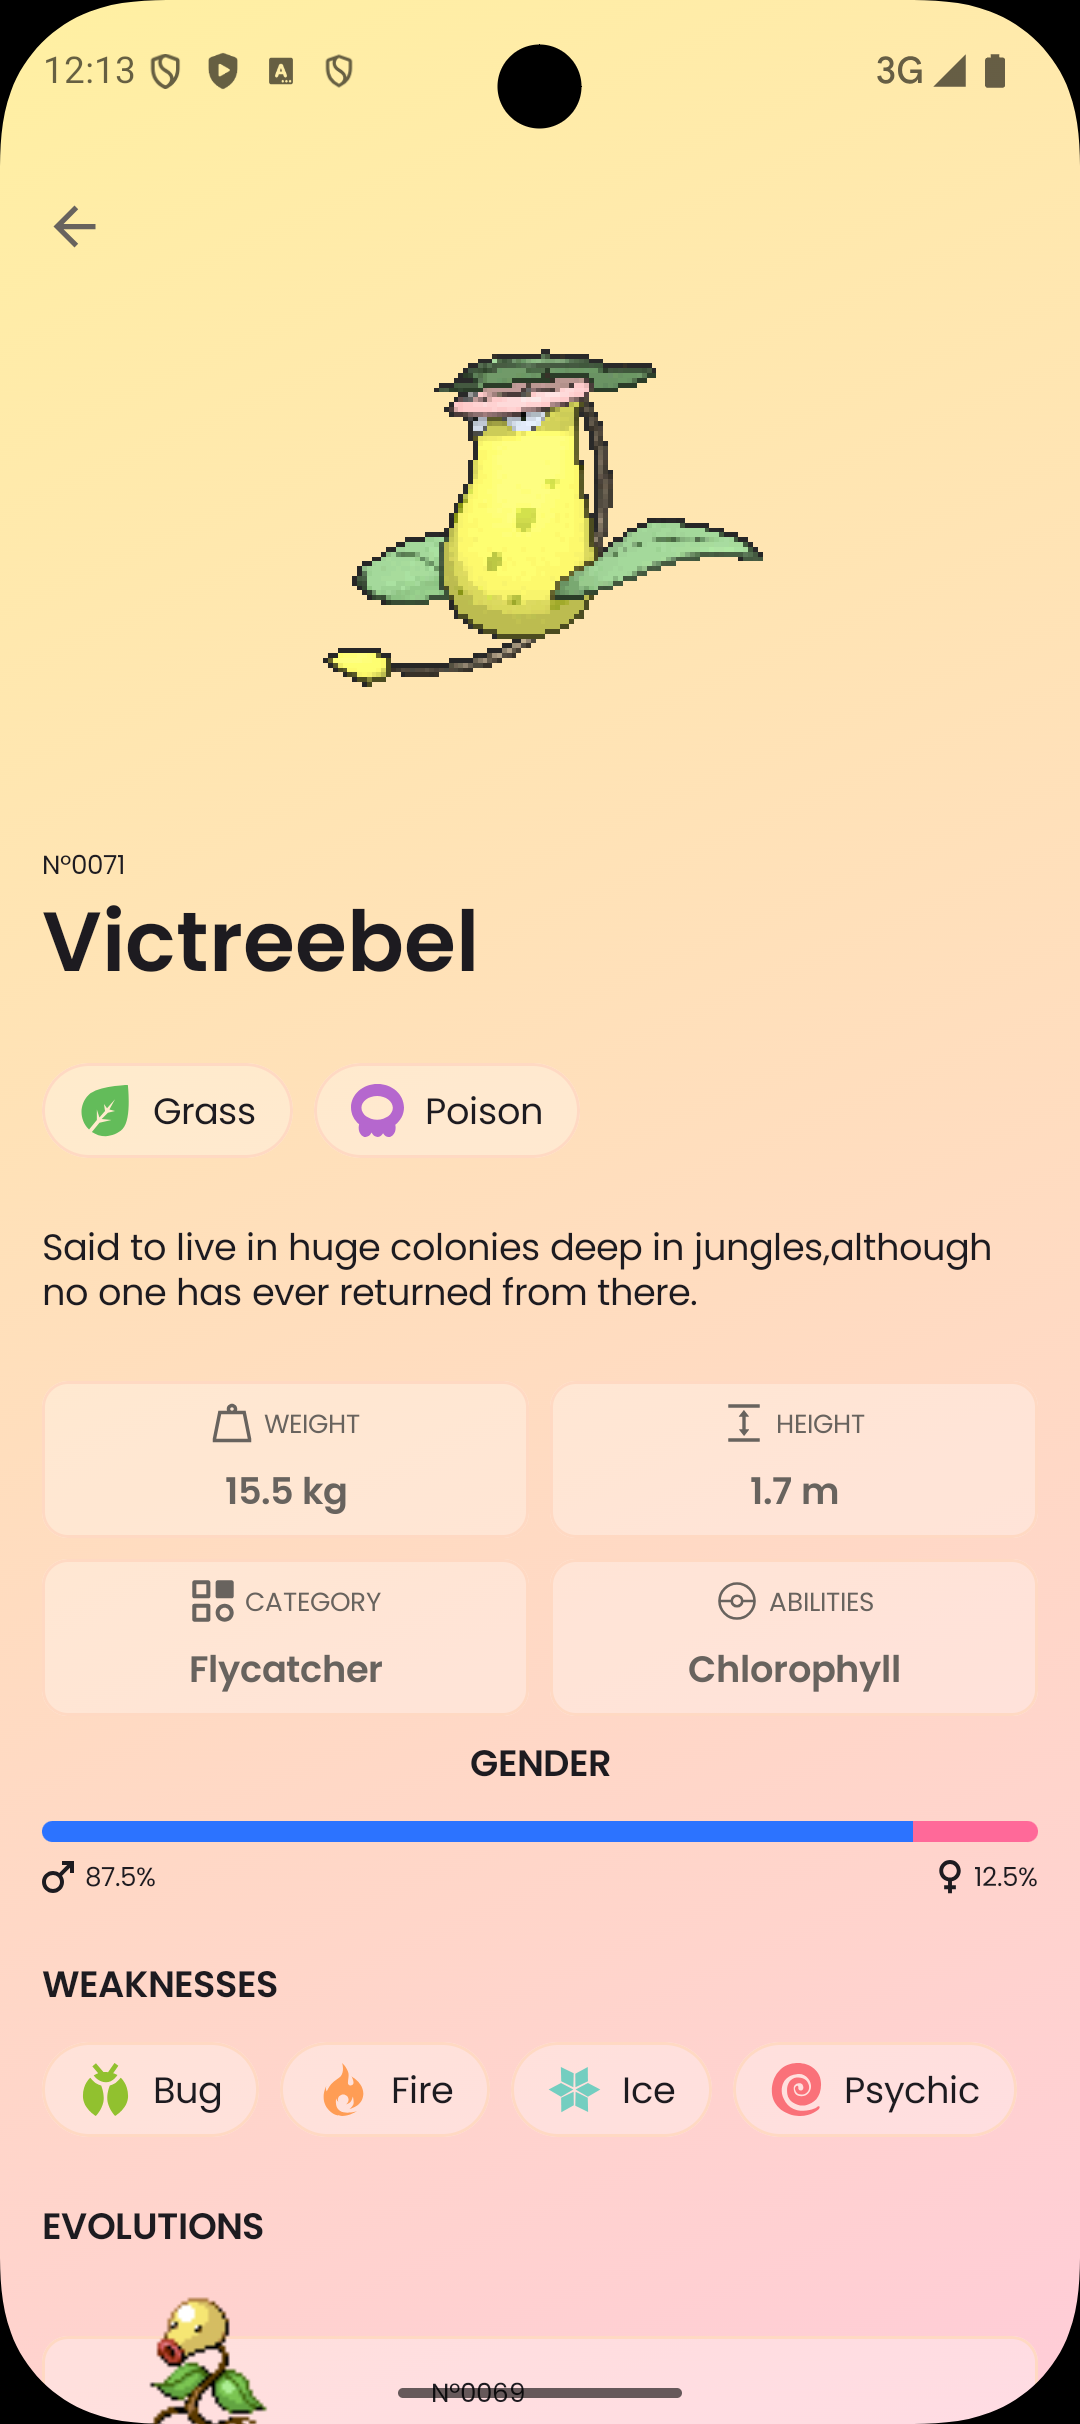 12:13
3G
N°0071
Victreebel
Grass
Poison
Said to live in huge colonies deep in jungles,although
no one has ever returned from there.
WEIGHT
HEIGHT
15.5 kg
1.7 m
CATEGORY
ABILITIES
Flycatcher
Chlorophyll
GENDER
87.5%
12.5%
WEAKNESSES
Bug
Fire
Ice
Psychic
EVOLUTIONS
N°0069